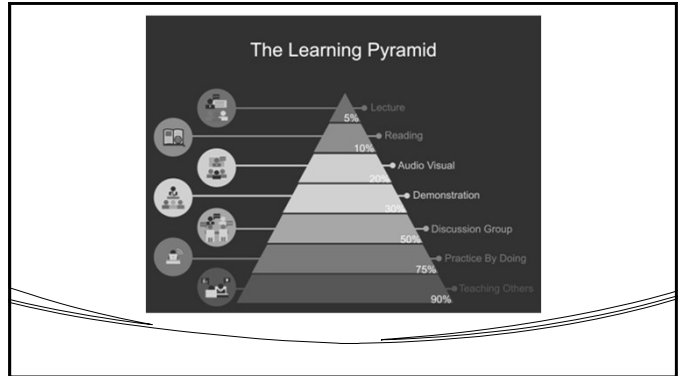 The Learning Pyramid
Lecture
5%
Reading
10%
Audio Visual
20%
Demonstration
30%
Discussion Group
50%
Practice By Doing
75%
Teaching Others
90%